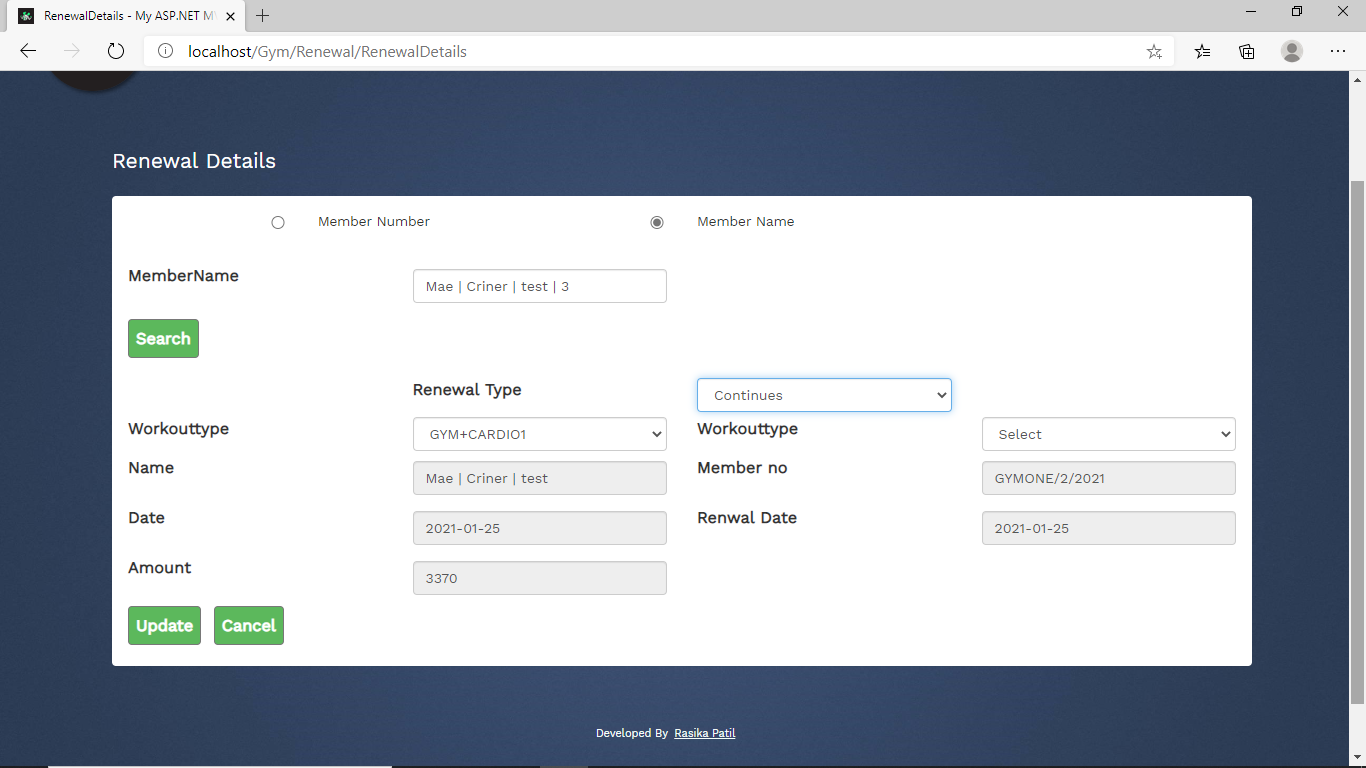 RenewalDetails - My ASP.NET M
localhost/Gym/Renewal/RenewalDetails
Renewal Details
Member Number Member Name
MemberName Mae | Criner | test | 3
Search
Renewal Type Continues
Workouttype GYM+CARDIO1 Workouttype Select
Name Mae | Criner | test Member no GYMONE/2/2021
Date 2021-01-25 Renwal Date 2021-01-25
Amount 3370
Update Cancel
Developed By Rasika Patil